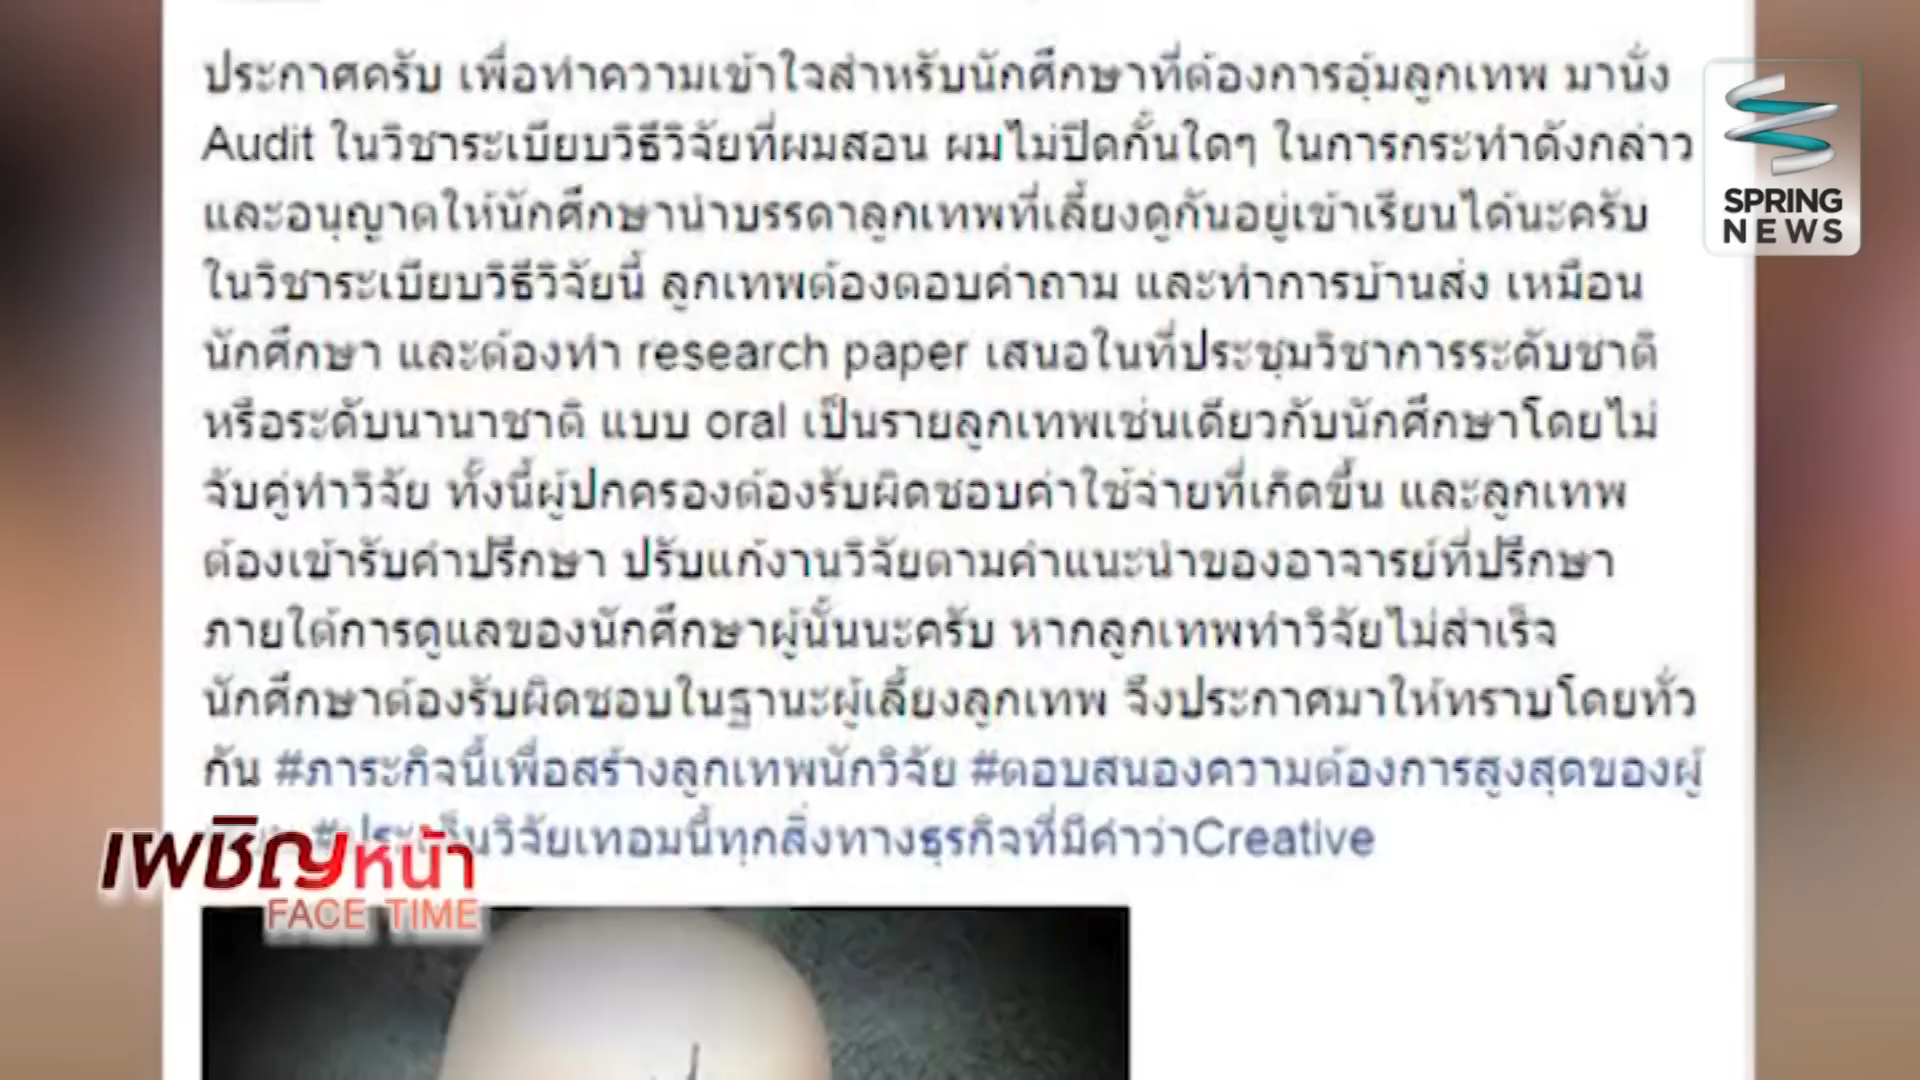 ประกาศครับ เพื่อทำความเข้าใจสำหรับนักศึกษาที่ต้องการอุ้มลูกเทพ มานั่ง
Audit ในวิชาระเบียบวิธีวิจัยที่ผมสอน ผมไม่ปิดกั้นใดๆ ในการกระทำดังกล่าว
และอนุญาตให้นักศึกษานำบรรดาลูกเทพที่เลี้ยงดูกันอยู่เข้าเรียนได้นะครับ
ในวิชาระเบียบวิธีวิจัยนี้ ลูกเทพต้องตอบคำถาม และทำการบ้านส่ง เหมือน
นักศึกษา และต้องทำ research paper เสนอในที่ประชุมวิชาการระดับชาติ
หรือระดับนานาชาติ แบบ oral เป็นรายลูกเทพเช่นเดียวกับนักศึกษาโดยไม่
จับคู่ทำวิจัย ทั้งนี้ผู้ปกครองต้องรับผิดชอบค่าใช้จ่ายที่เกิดขึ้น และลูกเทพ
ต้องเข้ารับคำปรึกษา ปรับแก้งานวิจัยตามคำแนะนำของอาจารย์ที่ปรึกษา
ภายใต้การดูแลของนักศึกษาผู้นั้นนะครับ หากลูกเทพทำวิจัยไม่สำเร็จ
นักศึกษาต้องรับผิดชอบในฐานะผู้เลี้ยงลูกเทพ จึงประกาศมาให้ทราบโดยทั่ว
กัน #ภาระกิจนี้เพื่อสร้างลูกเทพนักวิจัย #ตอบสนองความต้องการสูงสุดของผู้
#ประเด็นวิจัยเทอมนี้ทุกสิ่งทางธุรกิจที่มีคำว่าCreative
SPRING
NEWS
เผชิญหน้า
FACE TIME